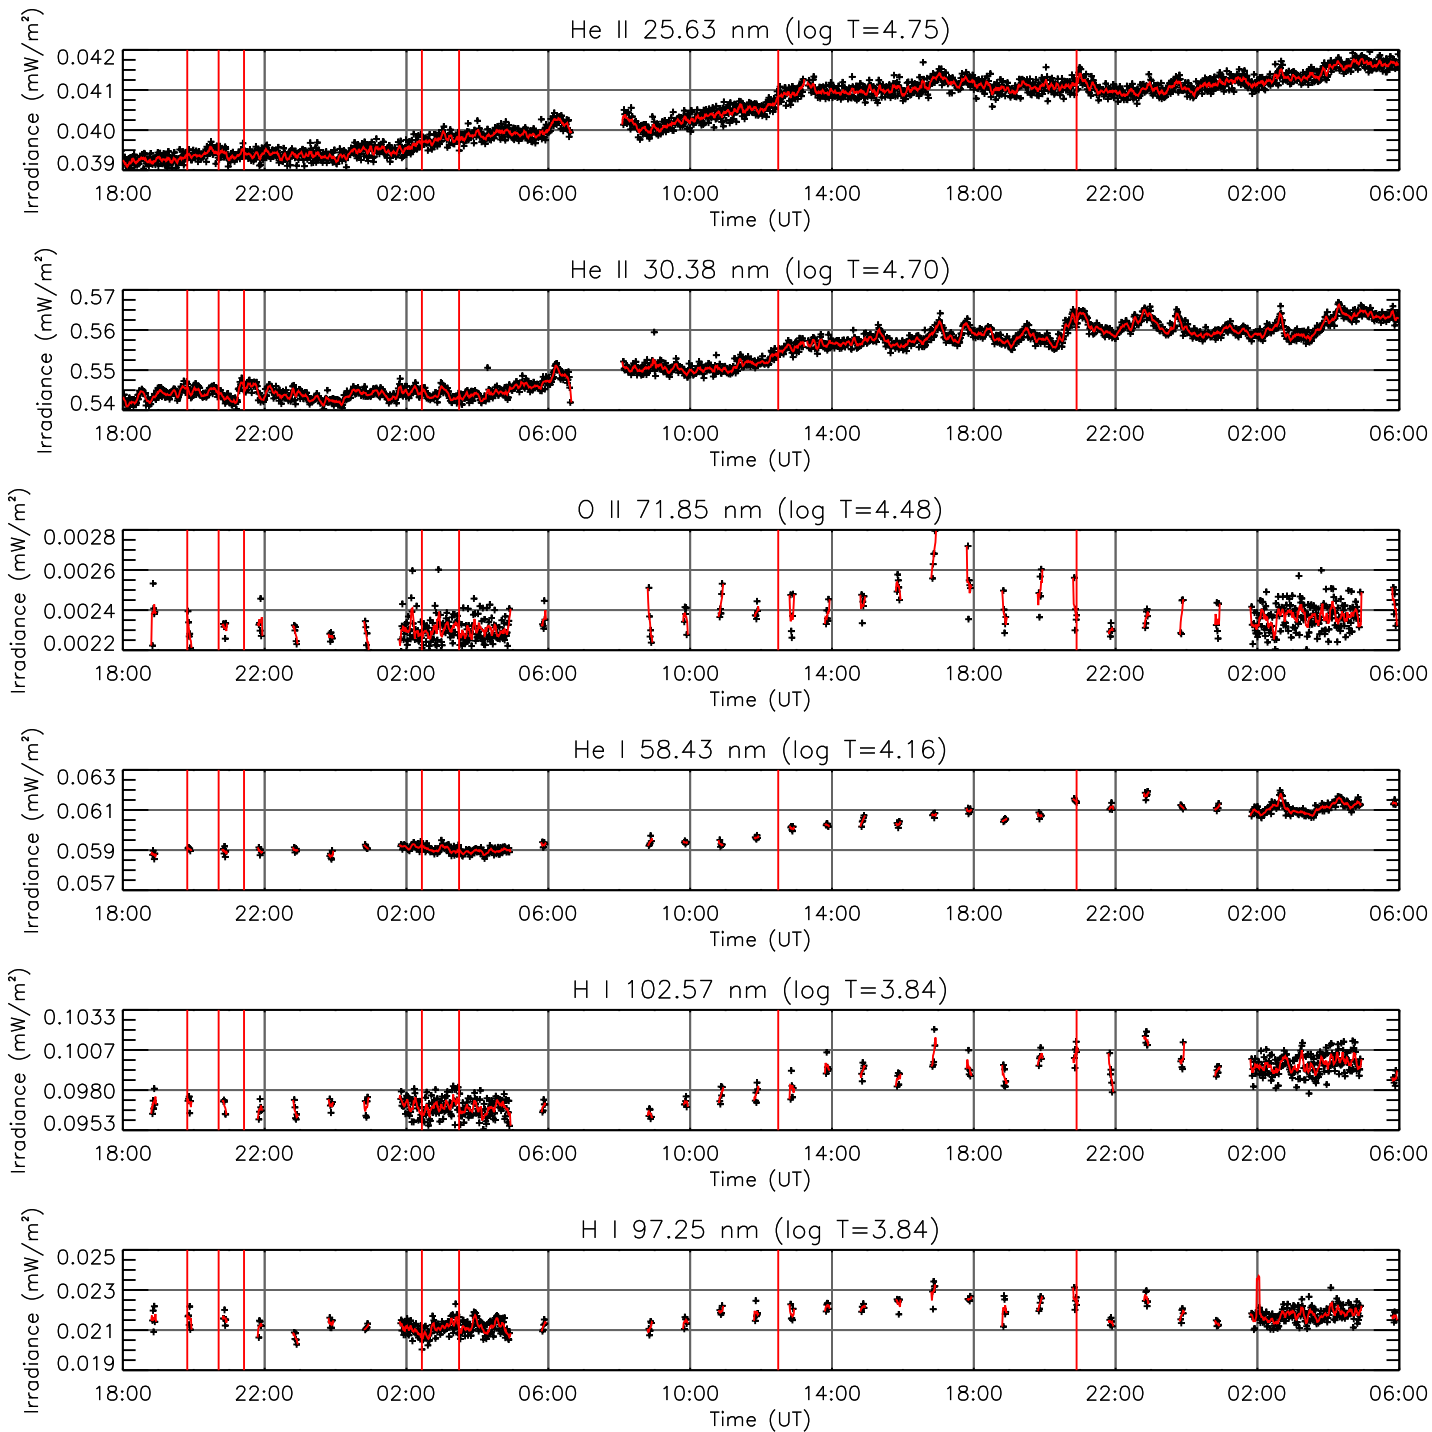 He II 25.63 nm (log T=4.75)
Irradiance (mW/m²)
0.042
0.041
0.040
0.039
18:00 22:00 02:00 06:00 10:00 14:00 18:00 22:00 02:00 06:00
Time (UT)
He II 30.38 nm (log T=4.70)
Irradiance (mW/m²)
0.57
0.56
0.55
0.54
18:00 22:00 02:00 06:00 10:00 14:00 18:00 22:00 02:00 06:00
Time (UT)
O II 71.85 nm (log T=4.48)
Irradiance (mW/m²)
0.0028
0.0026
0.0024
0.0022
18:00 22:00 02:00 06:00 10:00 14:00 18:00 22:00 02:00 06:00
Time (UT)
He I 58.43 nm (log T=4.16)
Irradiance (mW/m²)
0.063
0.061
0.059
0.057
18:00 22:00 02:00 06:00 10:00 14:00 18:00 22:00 02:00 06:00
Time (UT)
H I 102.57 nm (log T=3.84)
Irradiance (mW/m²)
0.1033
0.1007
0.0980
0.0953
18:00 22:00 02:00 06:00 10:00 14:00 18:00 22:00 02:00 06:00
Time (UT)
H I 97.25 nm (log T=3.84)
Irradiance (mW/m²)
0.025
0.023
0.021
0.019
18:00 22:00 02:00 06:00 10:00 14:00 18:00 22:00 02:00 06:00
Time (UT)